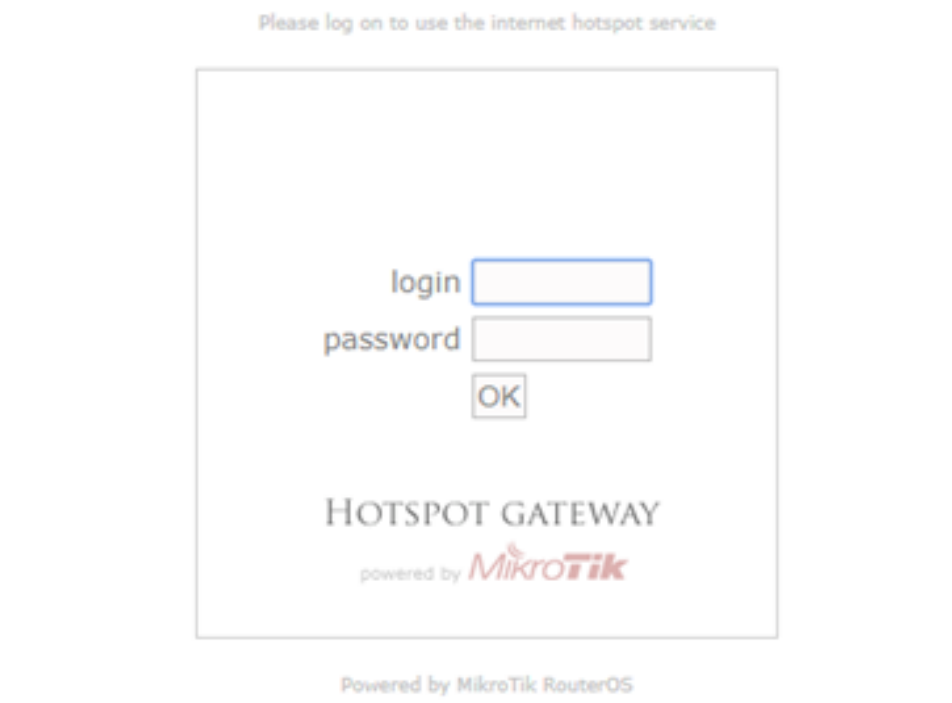 Please log on to use the internet hotspot service
login
password
OK
HOTSPOT GATEWAY
powered by MikroTik
Powered by MikroTik RouterOS